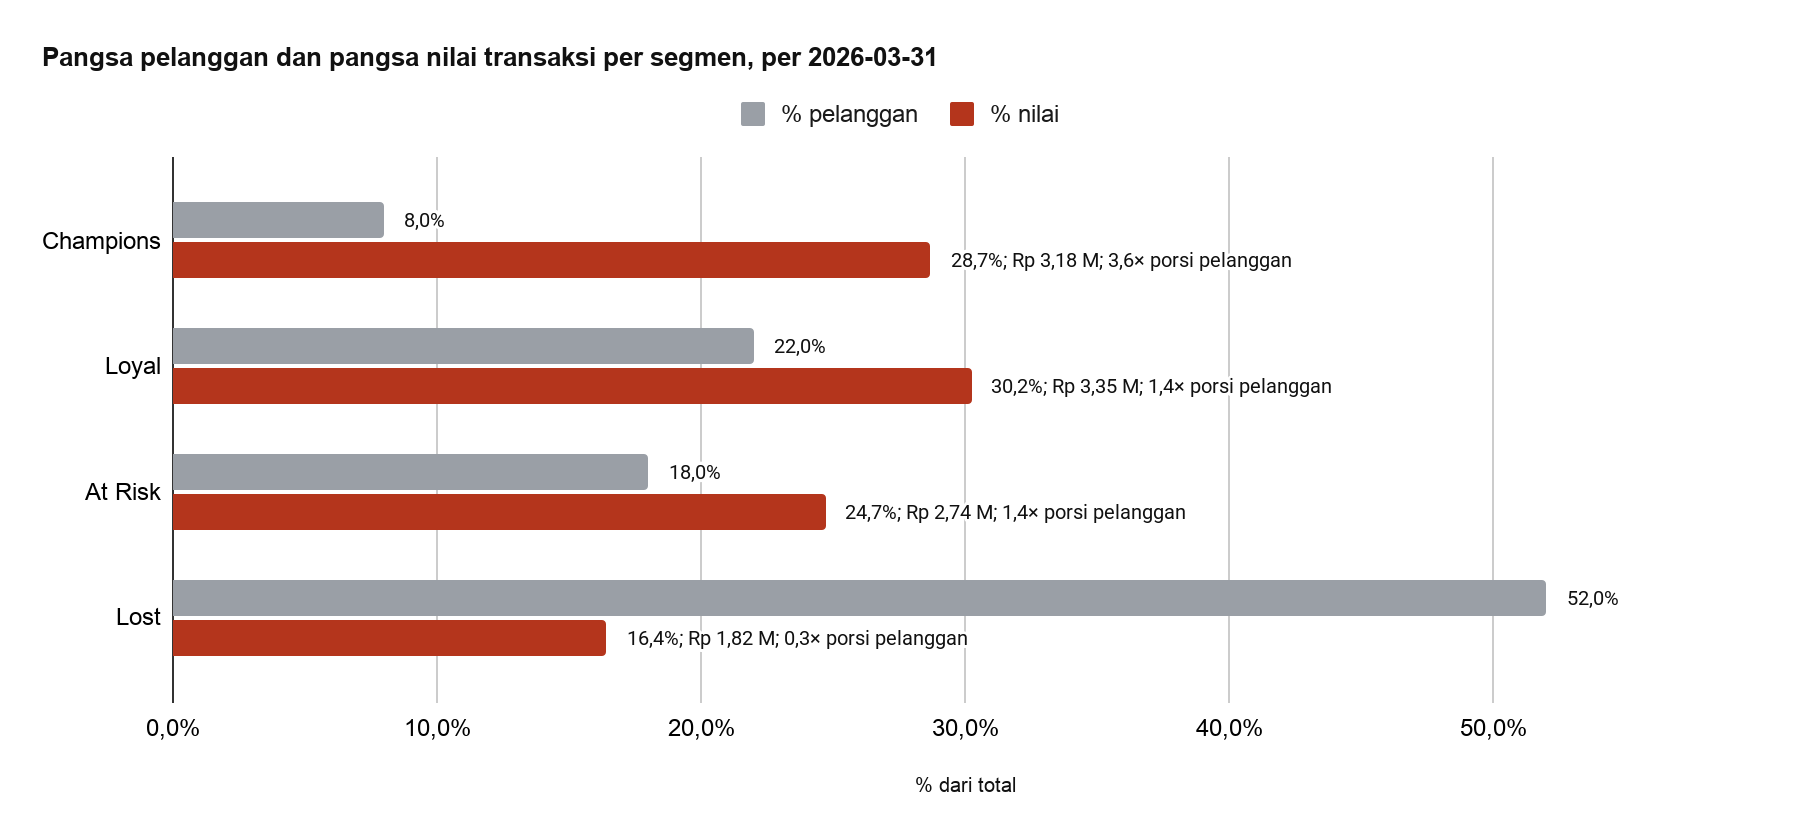 Pangsa pelanggan dan pangsa nilai transaksi per segmen, per 2026-03-31
% pelanggan
% nilai
Champions
8,0%
28,7%; Rp 3,18 M; 3,6× porsi pelanggan
Loyal
22,0%
30,2%; Rp 3,35 M; 1,4× porsi pelanggan
At Risk
18,0%
24,7%; Rp 2,74 M; 1,4× porsi pelanggan
Lost
52,0%
16,4%; Rp 1,82 M; 0,3× porsi pelanggan
0,0%
10,0%
20,0%
30,0%
40,0%
50,0%
% dari total